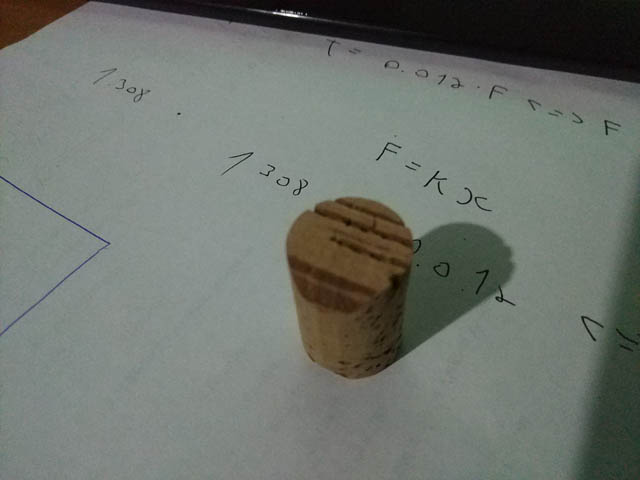 T = 0.012 · F <=> F
1308
1308
F = K x
0.012